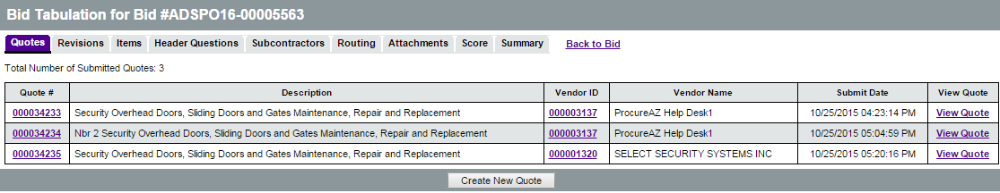 Bid Tabulation for Bid #ADSPO16-00005563
Quotes Revisions Items Header Questions Subcontractors Routing Attachments Score Summary Back to Bid
Total Number of Submitted Quotes: 3
Quote # Description Vendor ID Vendor Name Submit Date View Quote
000034233 Security Overhead Doors, Sliding Doors and Gates Maintenance, Repair and Replacement 000003137 ProcureAZ Help Desk1 10/25/2015 04:23:14 PM View Quote
000034234 Nbr 2 Security Overhead Doors, Sliding Doors and Gates Maintenance, Repair and Replacement 000003137 ProcureAZ Help Desk1 10/25/2015 05:04:59 PM View Quote
000034235 Security Overhead Doors, Sliding Doors and Gates Maintenance, Repair and Replacement 000001320 SELECT SECURITY SYSTEMS INC 10/25/2015 05:20:16 PM View Quote
Create New Quote